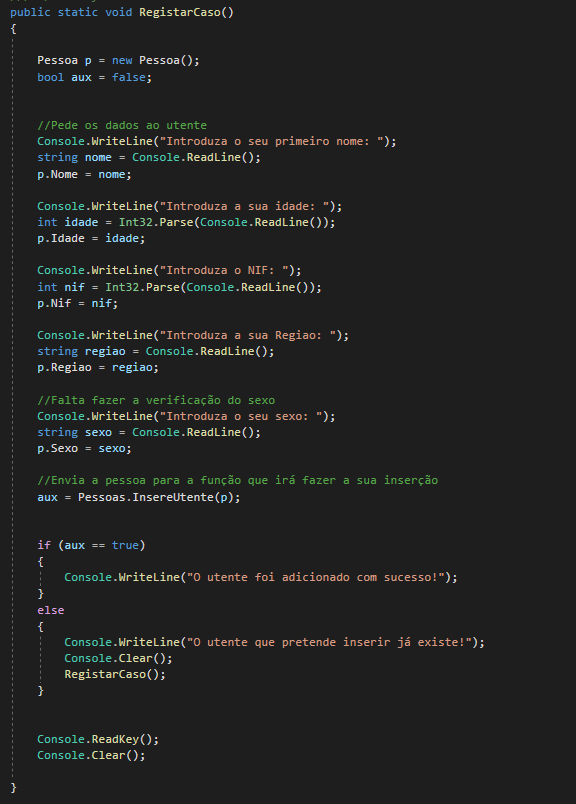 public static void RegistarCaso()
{
Pessoa p = new Pessoa();
bool aux = false;
//Pede os dados ao utente
Console.WriteLine("Introduza o seu primeiro nome: ");
string nome = Console.ReadLine();
p.Nome = nome;
Console.WriteLine("Introduza a sua idade: ");
int idade = Int32.Parse(Console.ReadLine());
p.Idade = idade;
Console.WriteLine("Introduza o NIF: ");
int nif = Int32.Parse(Console.ReadLine());
p.Nif = nif;
Console.WriteLine("Introduza a sua Regiao: ");
string regiao = Console.ReadLine();
p.Regiao = regiao;
//Falta fazer a verificação do sexo
Console.WriteLine("Introduza o seu sexo: ");
string sexo = Console.ReadLine();
p.Sexo = sexo;
//Envia a pessoa para a função que irá fazer a sua inserção
aux = Pessoas.InsereUtente(p);
if (aux == true)
{
Console.WriteLine("O utente foi adicionado com sucesso!");
}
else
{
Console.WriteLine("O utente que pretende inserir já existe!");
Console.Clear();
RegistarCaso();
}
Console.ReadKey();
Console.Clear();
}